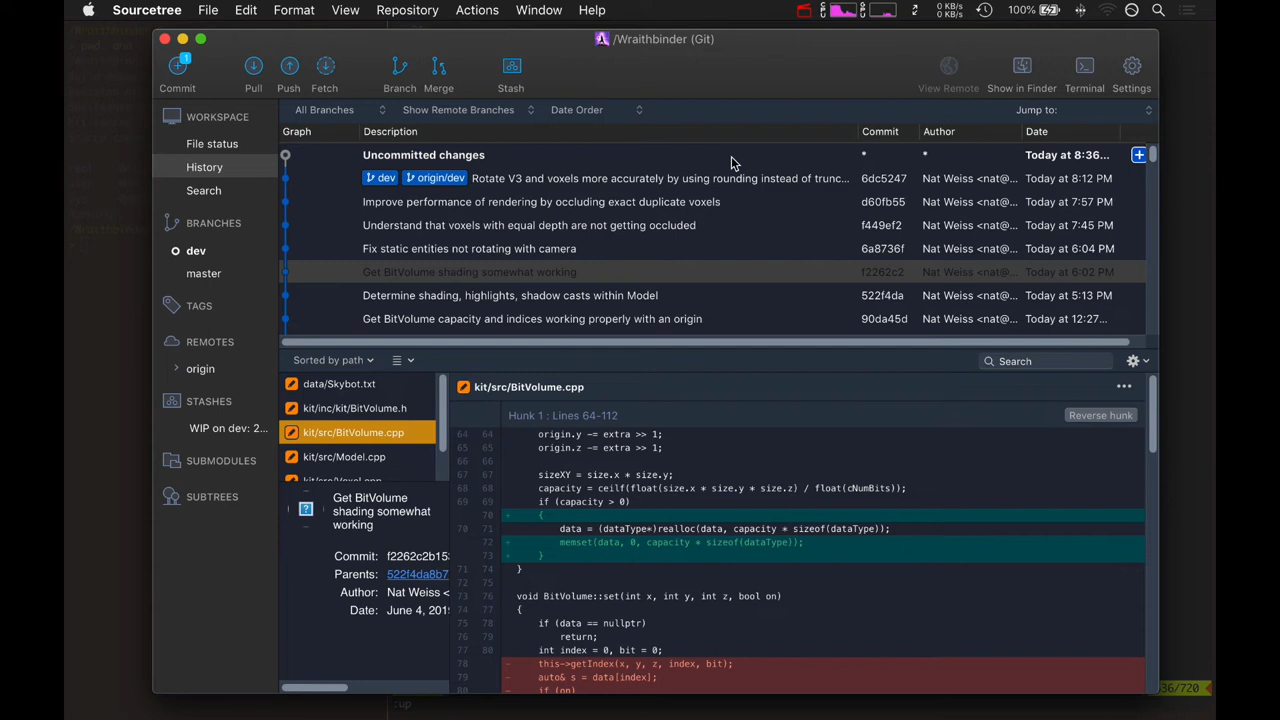 Sourcetree File Edit Format View Repository Actions Window Help 0 KB/s 0 KB/s 100%
/Wraithbinder (Git)
1
Commit Pull Push Fetch Branch Merge Stash View Remote Show in Finder Terminal Settings
WORKSPACE
File status
History
Search
BRANCHES
dev
master
TAGS
REMOTES
origin
STASHES
WIP on dev: 2...
SUBMODULES
SUBTREES
All Branches Show Remote Branches Date Order Jump to:
Graph Description Commit Author Date
Uncommitted changes * * Today at 8:36...
dev origin/dev Rotate V3 and voxels more accurately by using rounding instead of trunc... 6dc5247 Nat Weiss <nat@... Today at 8:12 PM
Improve performance of rendering by occluding exact duplicate voxels d60fb55 Nat Weiss <nat@... Today at 7:57 PM
Understand that voxels with equal depth are not getting occluded f449ef2 Nat Weiss <nat@... Today at 7:45 PM
Fix static entities not rotating with camera 6a8736f Nat Weiss <nat@... Today at 6:04 PM
Get BitVolume shading somewhat working f2262c2 Nat Weiss <nat@... Today at 6:02 PM
Determine shading, highlights, shadow casts within Model 522f4da Nat Weiss <nat@... Today at 5:13 PM
Get BitVolume capacity and indices working properly with an origin 90da45d Nat Weiss <nat@... Today at 12:27...
Sorted by path Search
data/Skybot.txt
kit/inc/kit/BitVolume.h
kit/src/BitVolume.cpp
kit/src/Model.cpp
kit/src/Voxel.cpp
Get BitVolume
shading somewhat
working
Commit: f2262c2b15
Parents: 522f4da8b7
Author: Nat Weiss <
Date: June 4, 201
kit/src/BitVolume.cpp
Hunk 1 : Lines 64-112 Reverse hunk
64 64 origin.y -= extra >> 1;
65 65 origin.z -= extra >> 1;
66 66
67 67 sizeXY = size.x * size.y;
68 68 capacity = ceilf(float(size.x * size.y * size.z) / float(cNumBits));
69 69 if (capacity > 0)
70 + {
70 71 data = (dataType*)realloc(data, capacity * sizeof(dataType));
72 + memset(data, 0, capacity * sizeof(dataType));
73 + }
71 74 }
72 75
73 76 void BitVolume::set(int x, int y, int z, bool on)
74 77 {
75 78 if (data == nullptr)
76 79 return;
77 80 int index = 0, bit = 0;
78 - this->getIndex(x, y, z, index, bit);
79 - auto& s = data[index];
80 - if (on)
:up
36/720